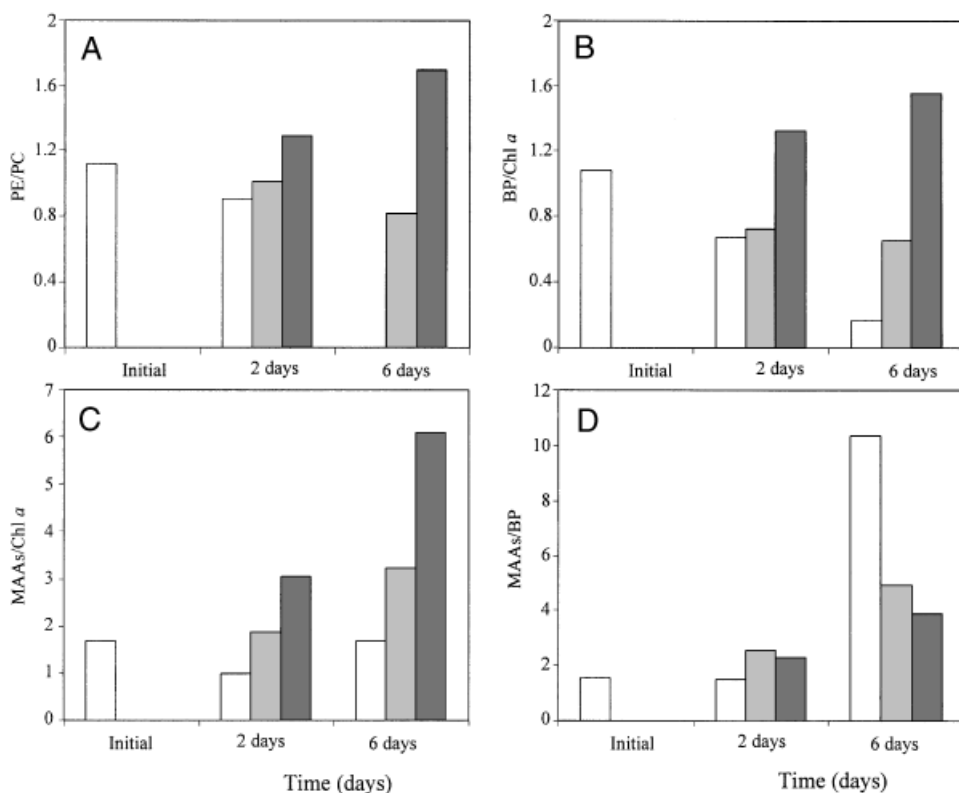 A
PE/PC
2
1.6
1.2
0.8
0.4
0
Initial
2 days
6 days
B
BP/Chl a
2
1.6
1.2
0.8
0.4
0
Initial
2 days
6 days
C
MAAs/Chl a
7
6
5
4
3
2
1
0
Initial
2 days
6 days
Time (days)
D
MAAs/BP
12
10
8
6
4
2
0
Initial
2 days
6 days
Time (days)